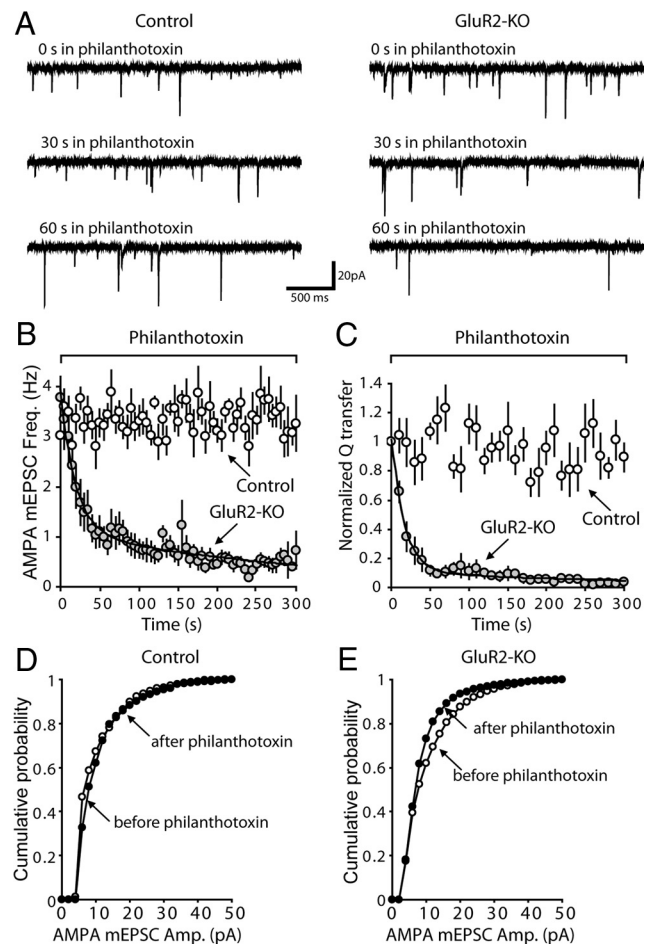 A
Control
GluR2-KO
0 s in philanthotoxin
0 s in philanthotoxin
30 s in philanthotoxin
30 s in philanthotoxin
60 s in philanthotoxin
60 s in philanthotoxin
20pA
500 ms
B
Philanthotoxin
AMPA mEPSC Freq. (Hz)
4
3
2
1
0
Control
GluR2-KO
0 50 100 150 200 250 300
Time (s)
C
Philanthotoxin
Normalized Q transfer
1.4
1.2
1
0.8
0.6
0.4
0.2
0
Control
GluR2-KO
0 50 100 150 200 250 300
Time (s)
D
Control
Cumulative probability
1
0.8
0.6
0.4
0.2
0
after philanthotoxin
before philanthotoxin
0 10 20 30 40 50
AMPA mEPSC Amp. (pA)
E
GluR2-KO
Cumulative probability
1
0.8
0.6
0.4
0.2
0
after philanthotoxin
before philanthotoxin
0 10 20 30 40 50
AMPA mEPSC Amp. (pA)